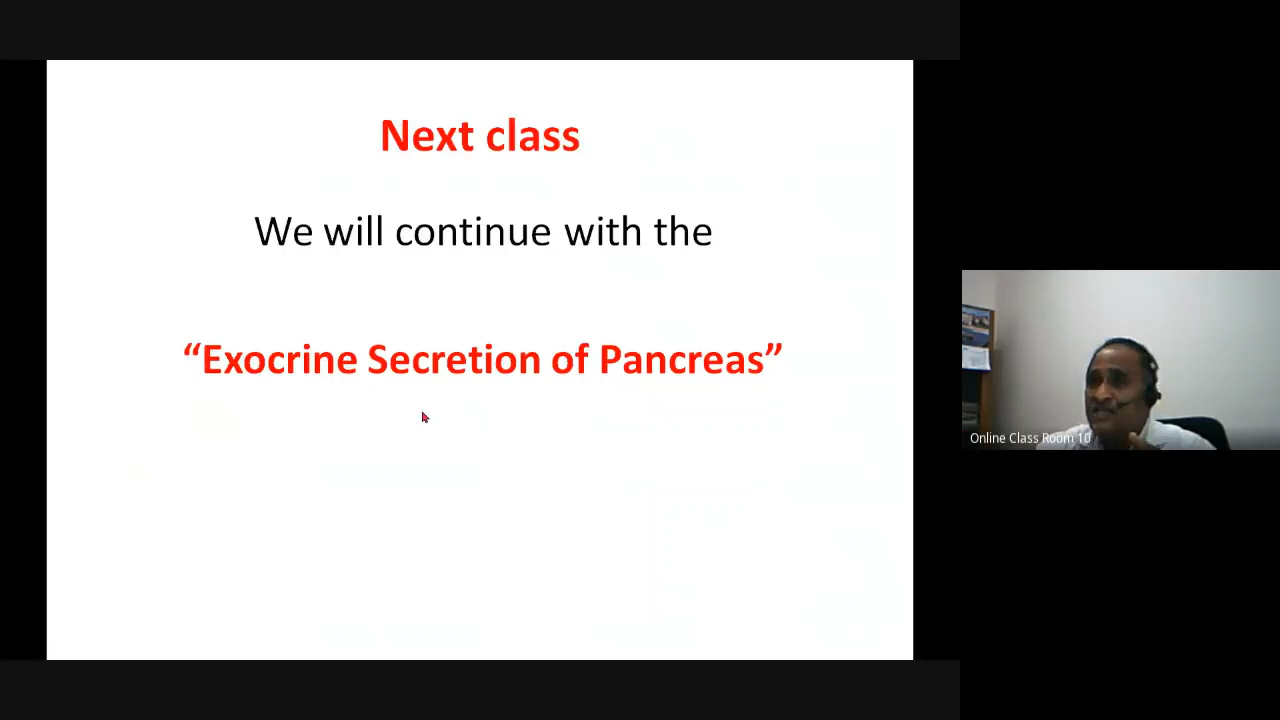 Next class
We will continue with the
“Exocrine Secretion of Pancreas”
Online Class Room 10